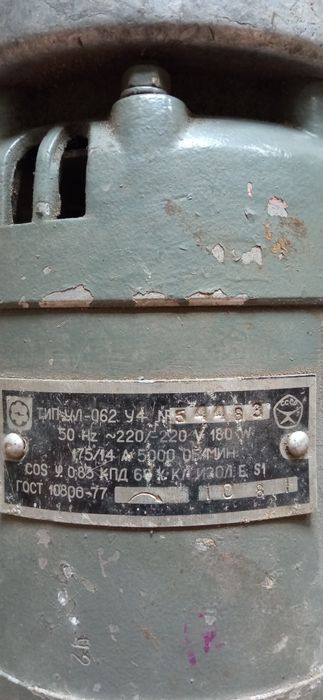 ТИП УЛ-062 У4 № 54493
50 Hz ~220/-220 V 180 W
1,75/1,4 A 5000 ОБ/МИН
COS φ 0,85 КПД % КЛ.ИЗОЛ.E S1
ГОСТ 10800-77 1081
СССР